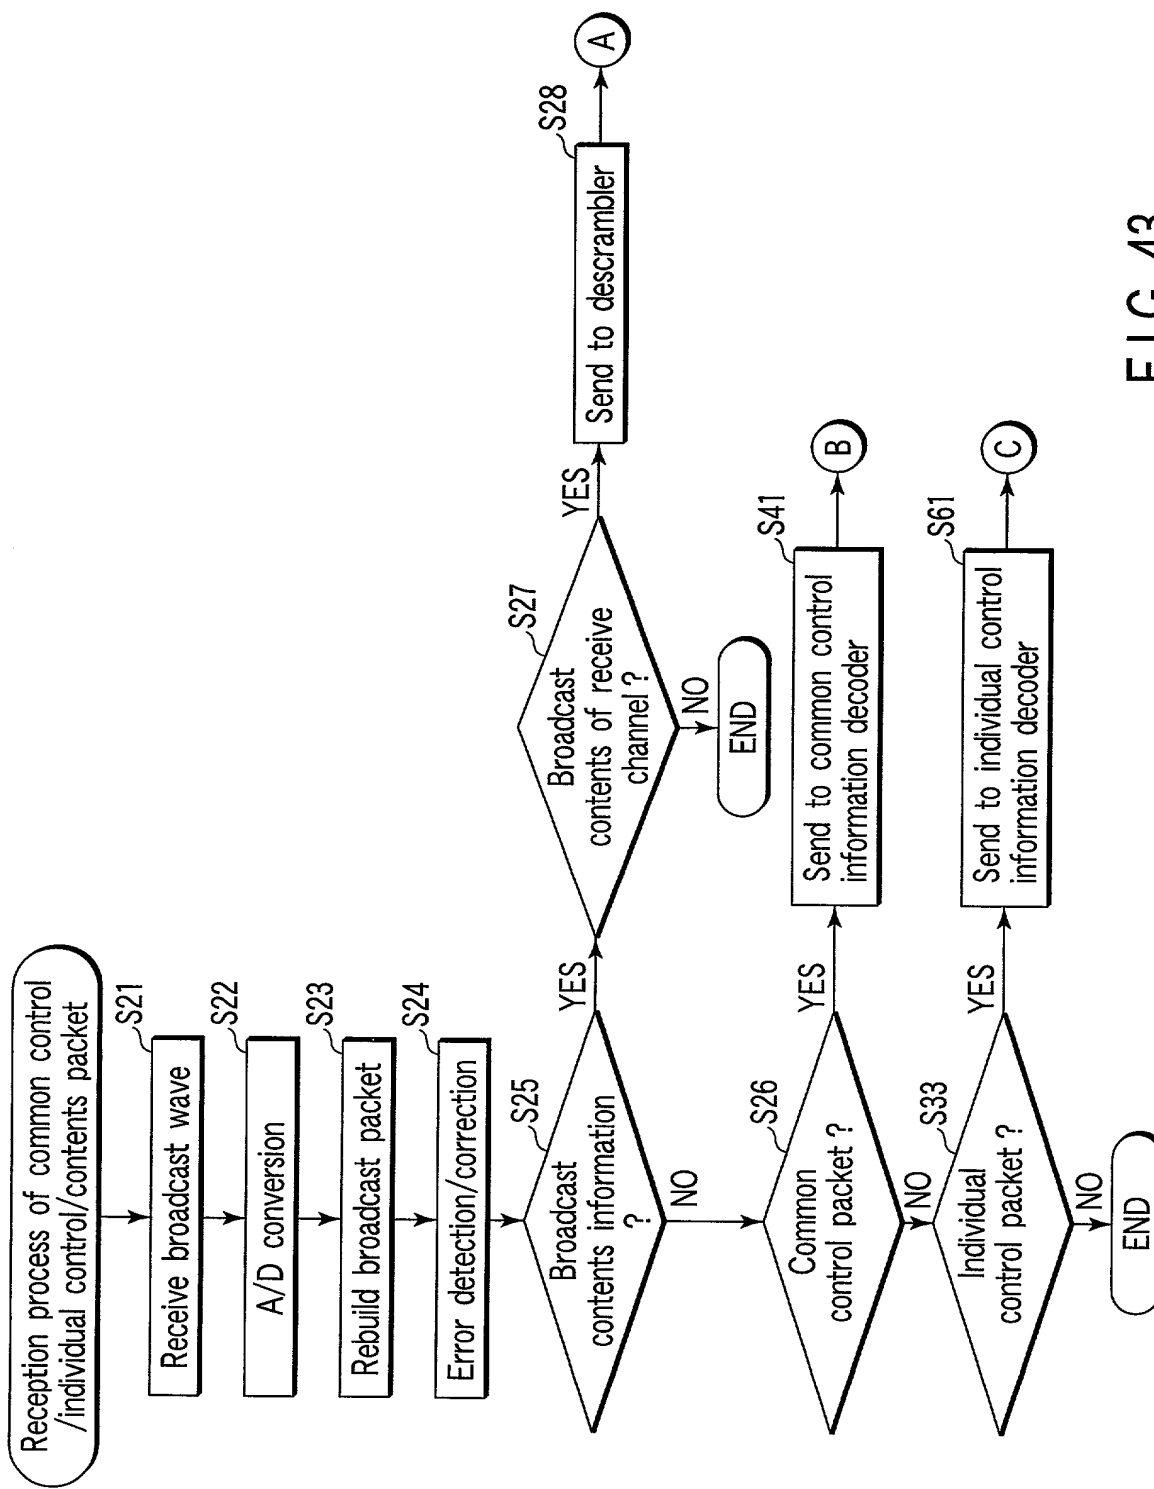 Reception process of common control
/individual control/contents packet
S21
Receive broadcast wave
S22
A/D conversion
S23
Rebuild broadcast packet
S24
Error detection/correction
S25
Broadcast
contents information
?
YES
NO
S27
Broadcast
contents of receive
channel ?
YES
NO
END
S28
Send to descrambler
A
S26
Common
control packet ?
YES
NO
S41
Send to common control
information decoder
B
S33
Individual
control packet ?
YES
NO
END
S61
Send to individual control
information decoder
C
FIG. 43